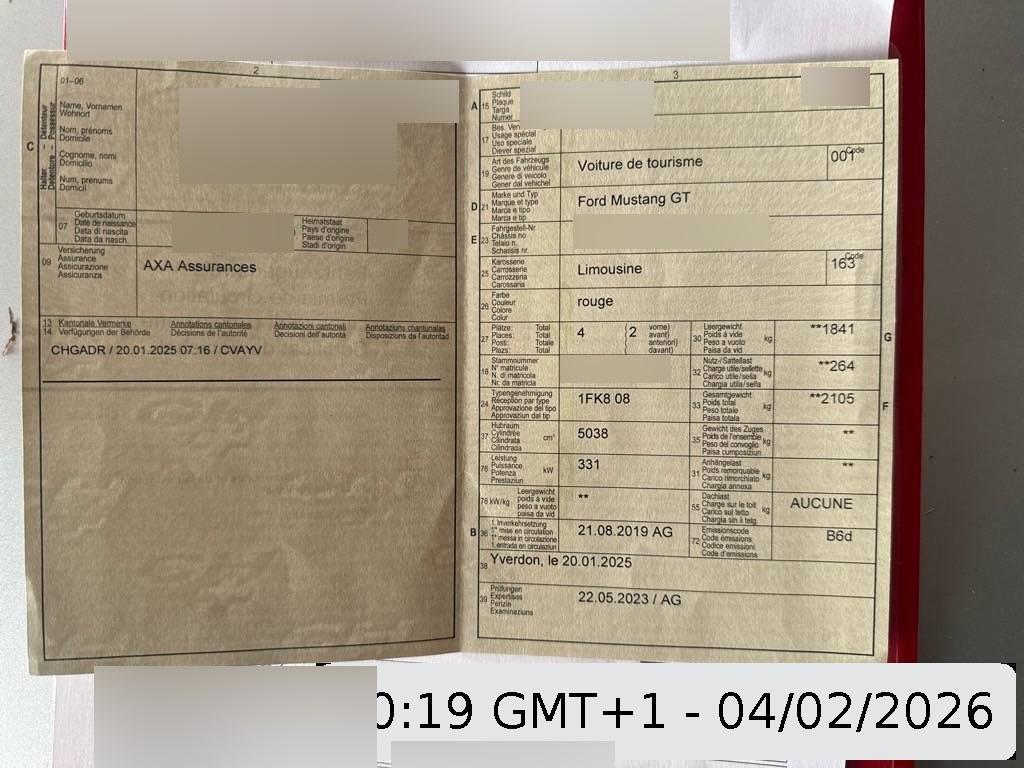 2
01–06
Name, Vornamen
Wohnort
Nom, prénoms
Domicile
Cognome, nomi
Domicilio
Num, prenums
Domicil
C
Halter - Détenteur
Detentore - Possessur
07
Geburtsdatum
Date de naissance
Data di nascita
Data da nasch.
Heimatstaat
Pays d'origine
Paese d'origine
Stadi d'origin
09
Versicherung
Assurance
Assicurazione
Assicuranza
AXA Assurances
13
14
Kantonale Vermerke
Verfügungen der Behörde
Annotations cantonales
Décisions de l'autorité
Annotazioni cantonali
Decisioni dell'autorità
Annotaziuns chantunalas
Disposiziuns da l'autoritad
CHGADR / 20.01.2025 07:16 / CVAYV
3
A
15
Schild
Plaque
Targa
Numer
17
Bes. Ver
Usage spécial
Uso speciale
Diever spezial
19
Art des Fahrzeugs
Genre de véhicule
Genere di veicolo
Gener dal vehichel
Voiture de tourisme
Code
001
D
21
Marke und Typ
Marque et type
Marca e tipo
Marca e tip
Ford Mustang GT
E
23
Fahrgestell-Nr.
Châssis no
Telaio n.
Schassis nr.
25
Karosserie
Carrosserie
Carrozzeria
Carossaria
Limousine
Code
163
26
Farbe
Couleur
Colore
Colur
rouge
27
Plätze: Total
Places: Total
Posti: Totale
Plazs: Total
4
(2
vorne)
avant)
anteriori)
davant)
30
Leergewicht
Poids à vide
Peso a vuoto
Paisa da vid
kg
**1841
G
18
Stammnummer
N° matricule
N. di matricola
Nr. da matricla
32
Nutz-/Sattellast
Charge utile/sellette
Carico utile/sella
Chargia utila/sella
kg
**264
24
Typengenehmigung
Réception par type
Approvazione del tipo
Approvaziun dal tip
1FK8 08
33
Gesamtgewicht
Poids total
Peso totale
Paisa totala
kg
**2105
F
37
Hubraum
Cylindrée
Cilindrata
Cilindrada
cm³
5038
35
Gewicht des Zuges
Poids de l'ensemble
Peso del convoglio
Paisa cumposiziun
kg
**
76
Leistung
Puissance
Potenza
Prestaziun
kW
331
31
Anhängelast
Poids remorquable
Carico rimorchiato
Chargia annexa
kg
**
78 kW/kg
Leergewicht
poids à vide
peso a vuoto
paisa da vid
**
55
Dachlast
Charge sur le toit
Carico sul tetto
Chargia sin il tetg
kg
AUCUNE
B
36
1. Inverkehrsetzung
1re mise en circulation
1a messa in circolazione
1. entrada en circulaziun
21.08.2019 AG
72
Emissionscode
Code émissions
Codice emissioni
Code d'emissiuns
B6d
38
Yverdon, le 20.01.2025
39
Prüfungen
Expertises
Perizie
Examinaziuns
22.05.2023 / AG
0:19 GMT+1 - 04/02/2026